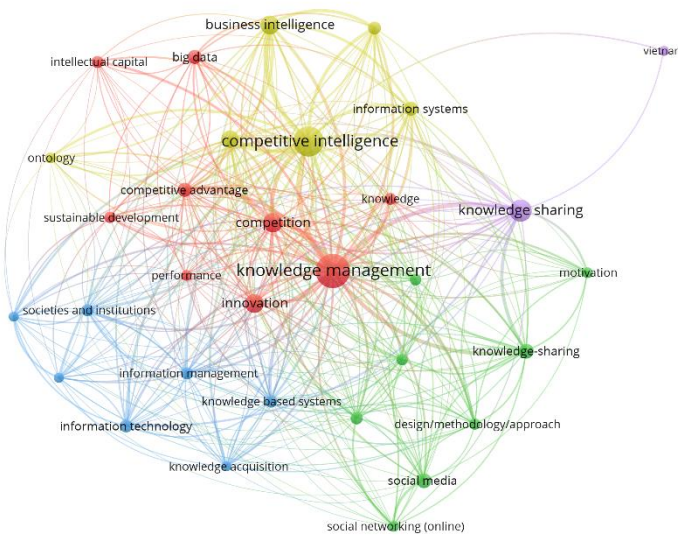 business intelligence
big data
intellectual capital
vietnam
information systems
competitive intelligence
ontology
competitive advantage
knowledge
knowledge sharing
sustainable development
competition
knowledge management
motivation
performance
innovation
societies and institutions
knowledge-sharing
information management
knowledge based systems
design/methodology/approach
information technology
knowledge acquisition
social media
social networking (online)